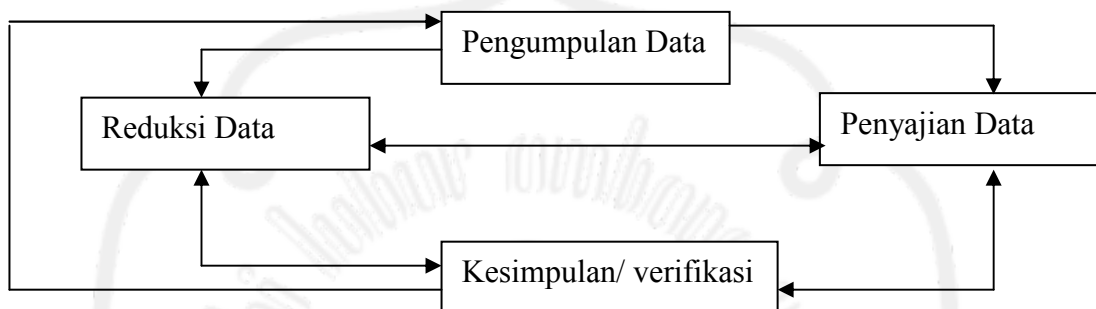 Pengumpulan Data
Reduksi Data
Penyajian Data
Kesimpulan/ verifikasi